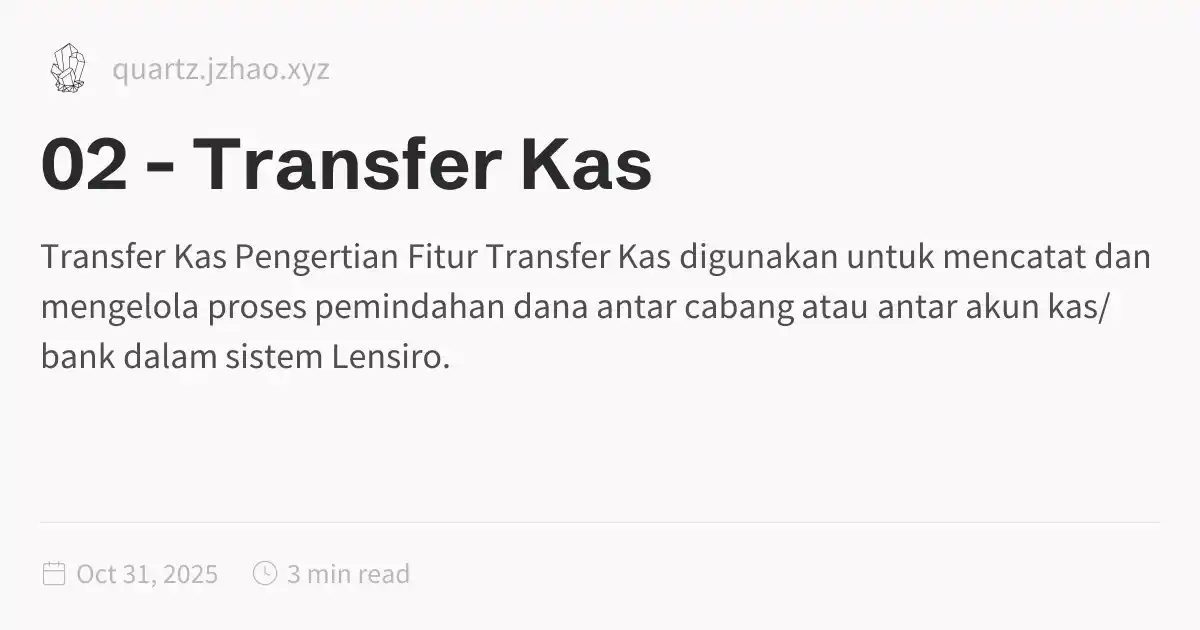 quartz.jzhao.xyz
02 - Transfer Kas
Transfer Kas Pengertian Fitur Transfer Kas digunakan untuk mencatat dan
mengelola proses pemindahan dana antar cabang atau antar akun kas/
bank dalam sistem Lensiro.
Oct 31, 2025 3 min read